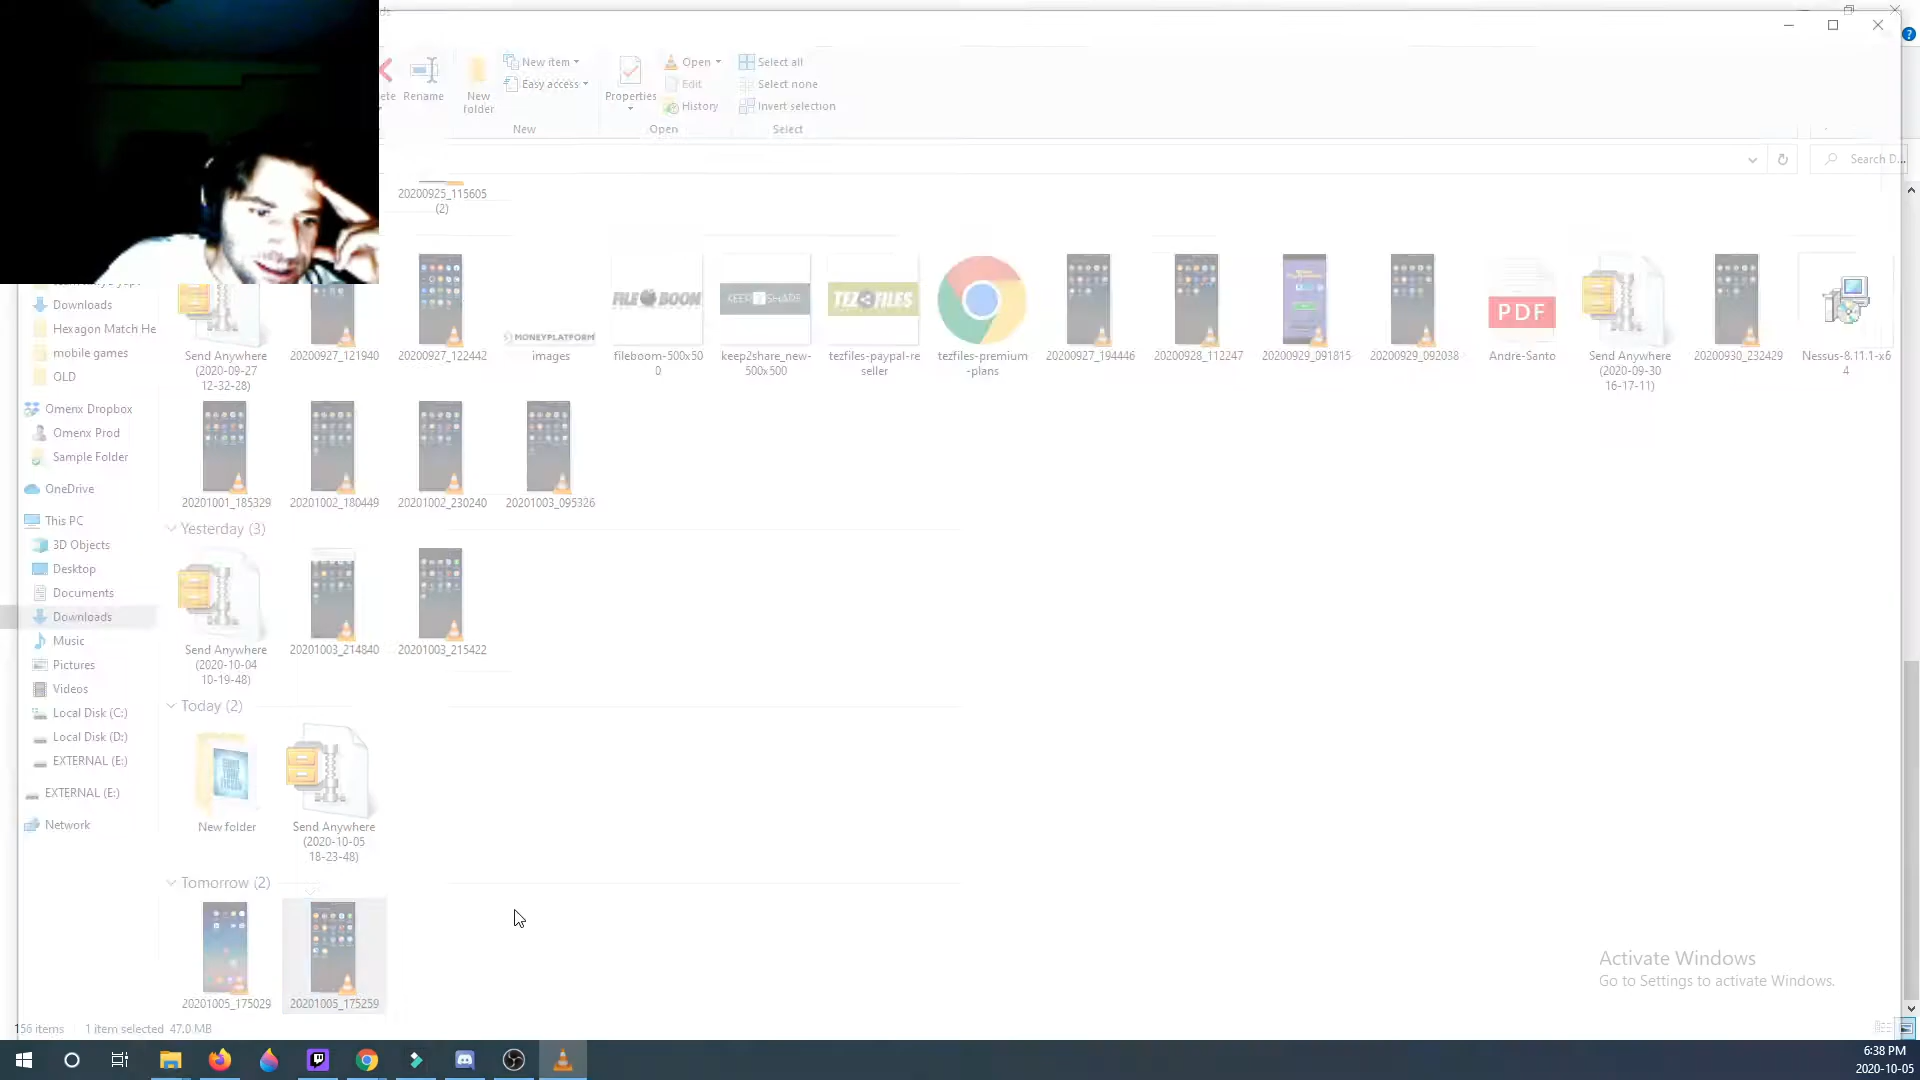 ds
New item
Open
Select all
Easy access
Edit
Select none
ete
Rename
New
folder
Properties
History
Invert selection
New
Open
Select
Search D...
20200925_115605
(2)
Downloads
Hexagon Match He
mobile games
OLD
Omenx Dropbox
Omenx Prod
Sample Folder
OneDrive
This PC
3D Objects
Desktop
Documents
Downloads
Music
Pictures
Videos
Local Disk (C:)
Local Disk (D:)
EXTERNAL (E:)
EXTERNAL (E:)
Network
MONEYPLATFORM
FILEBOOM
KEEP2SHARE
TEZFILES
PDF
Send Anywhere
(2020-09-27
12-32-28)
20200927_121940
20200927_122442
images
fileboom-500x50
0
keep2share_new-
500x500
tezfiles-paypal-re
seller
tezfiles-premium
-plans
20200927_194446
20200928_112247
20200929_091815
20200929_092038
Andre-Santo
Send Anywhere
(2020-09-30
16-17-11)
20200930_232429
Nessus-8.11.1-x6
4
20201001_185329
20201002_180449
20201002_230240
20201003_095326
Yesterday (3)
Send Anywhere
(2020-10-04
10-19-48)
20201003_214840
20201003_215422
Today (2)
New folder
Send Anywhere
(2020-10-05
18-23-48)
Tomorrow (2)
20201005_175029
20201005_175259
Activate Windows
Go to Settings to activate Windows.
156 items
1 item selected 47.0 MB
6:38 PM
2020-10-05